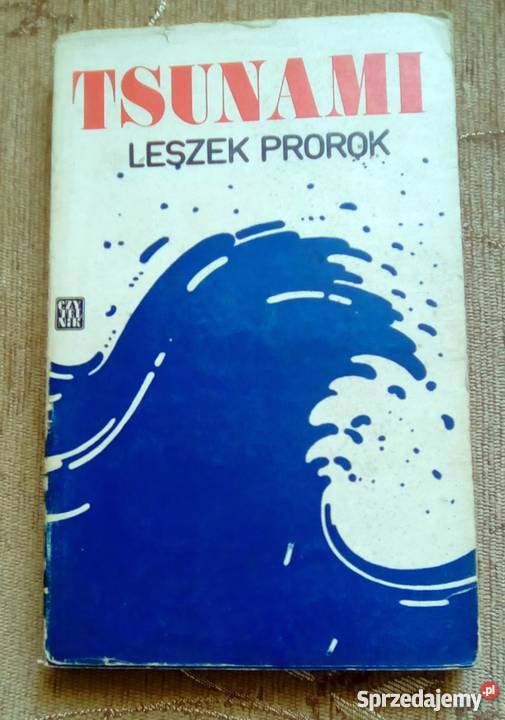 TSUNAMI
LESZEK PROROK
CZY
TEL
NIK
Sprzedajemy.pl